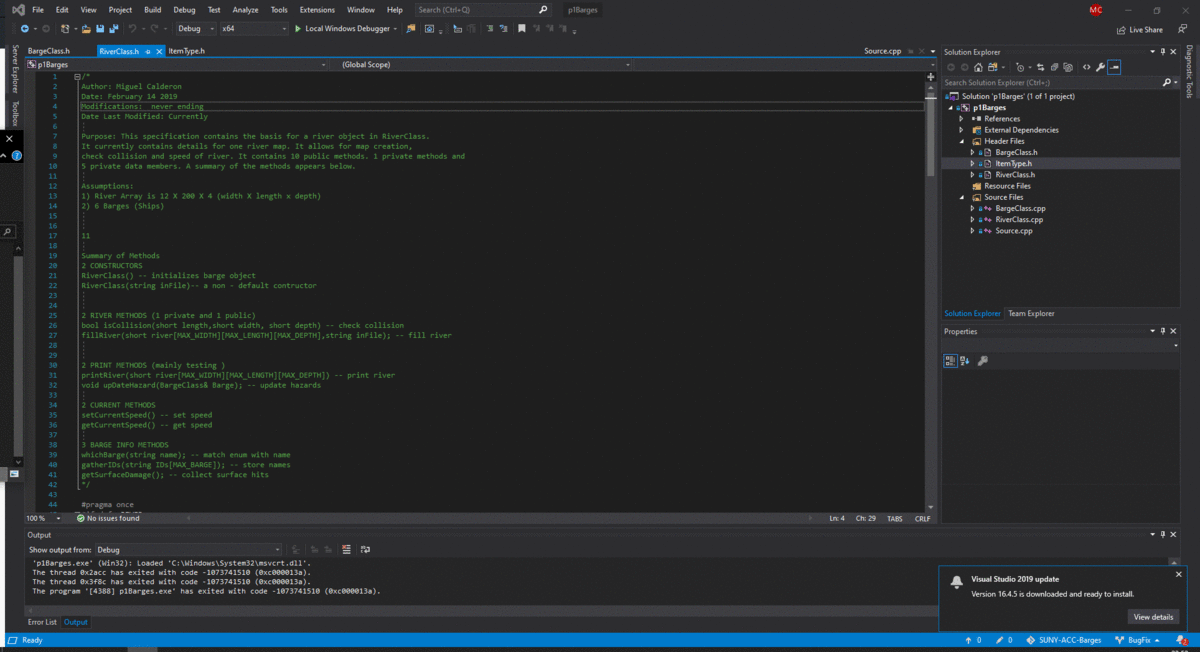 File Edit View Project Build Debug Test Analyze Tools Extensions Window Help Search (Ctrl+Q) p1Barges MC
Debug x64 Local Windows Debugger Live Share
Server Explorer
Toolbox
BargeClass.h RiverClass.h ItemType.h Source.cpp
p1Barges (Global Scope)
1 /*
2 Author: Miguel Calderon
3 Date: February 14 2019
4 Modifications: never ending
5 Date Last Modified: Currently
6
7 Purpose: This specification contains the basis for a river object in RiverClass.
8 It currently contains details for one river map. It allows for map creation,
9 check collision and speed of river. It contains 10 public methods. 1 private methods and
10 5 private data members. A summary of the methods appears below.
11
12 Assumptions:
13 1) River Array is 12 X 200 X 4 (width X length x depth)
14 2) 6 Barges (Ships)
15
16
17 11
18
19 Summary of Methods
20 2 CONSTRUCTORS
21 RiverClass() -- initializes barge object
22 RiverClass(string inFile)-- a non - default contructor
23
24
25 2 RIVER METHODS (1 private and 1 public)
26 bool isCollision(short length,short width, short depth) -- check collision
27 fillRiver(short river[MAX_WIDTH][MAX_LENGTH][MAX_DEPTH],string inFile); -- fill river
28
29
30 2 PRINT METHODS (mainly testing )
31 printRiver(short river[MAX_WIDTH][MAX_LENGTH][MAX_DEPTH]) -- print river
32 void upDateHazard(BargeClass& Barge); -- update hazards
33
34 2 CURRENT METHODS
35 setCurrentSpeed() -- set speed
36 getCurrentSpeed() -- get speed
37
38 3 BARGE INFO METHODS
39 whichBarge(string name); -- match enum with name
40 gatherIDs(string IDs[MAX_BARGE]); -- store names
41 getSurfaceDamage(); -- collect surface hits
42 */
43
44 #pragma once
100 % No issues found Ln: 4 Ch: 29 TABS CRLF
Output
Show output from: Debug
'p1Barges.exe' (Win32): Loaded 'C:\Windows\System32\msvcrt.dll'.
The thread 0x2acc has exited with code -1073741510 (0xc000013a).
The thread 0x3f8c has exited with code -1073741510 (0xc000013a).
The program '[4388] p1Barges.exe' has exited with code -1073741510 (0xc000013a).
Error List Output
Solution Explorer
Search Solution Explorer (Ctrl+;)
Solution 'p1Barges' (1 of 1 project)
p1Barges
References
External Dependencies
Header Files
BargeClass.h
ItemType.h
RiverClass.h
Resource Files
Source Files
BargeClass.cpp
RiverClass.cpp
Source.cpp
Solution Explorer Team Explorer
Properties
Diagnostic Tools
Visual Studio 2019 update
Version 16.4.5 is downloaded and ready to install.
View details
Ready 0 0 SUNY-ACC-Barges BugFix